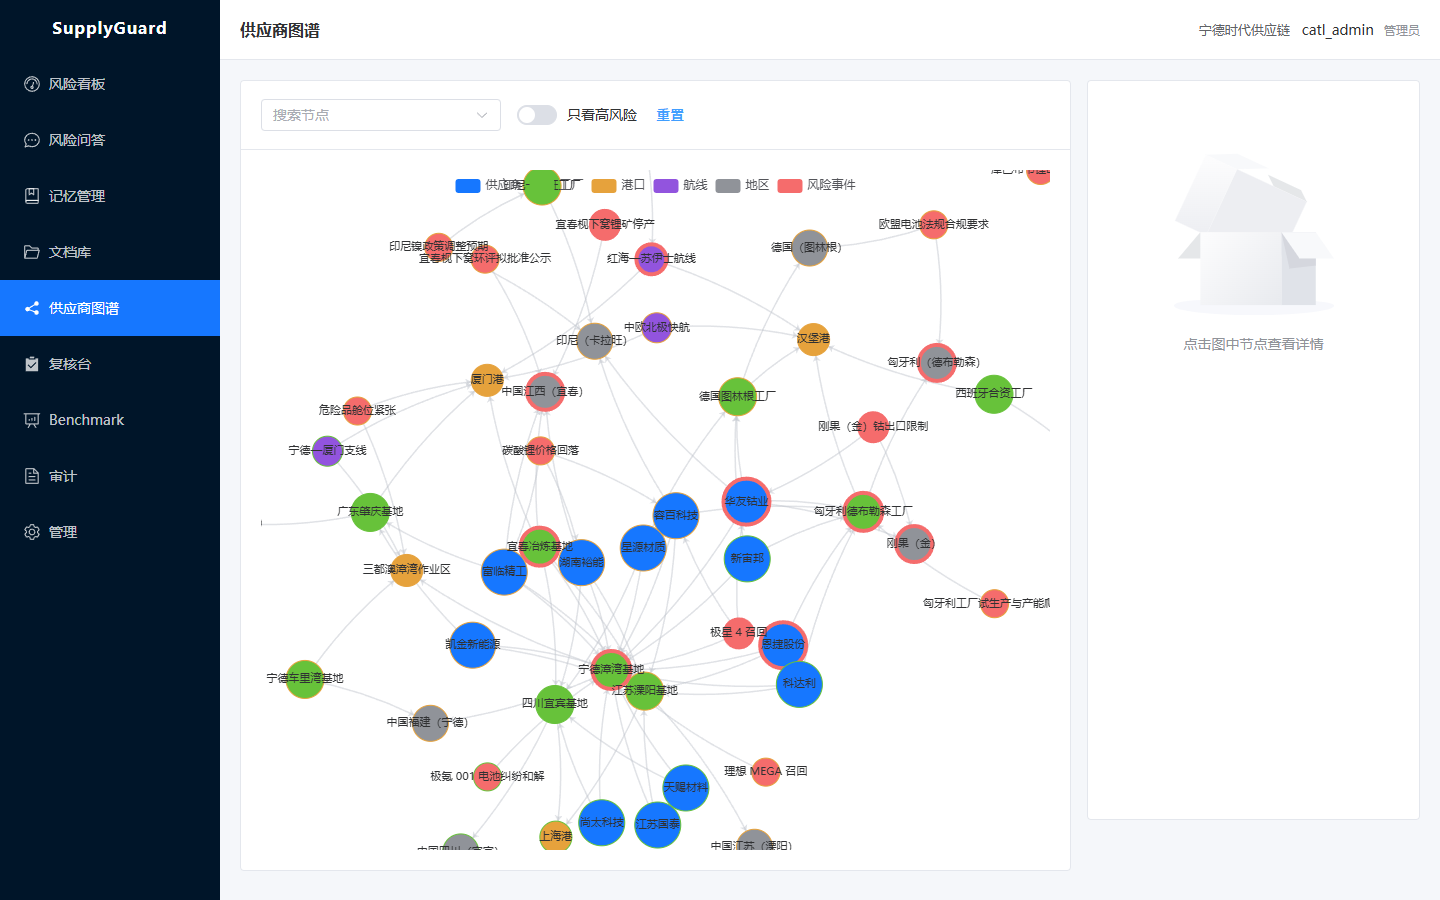 SupplyGuard
风险看板
风险问答
记忆管理
文档库
供应商图谱
复核台
Benchmark
审计
管理
供应商图谱
宁德时代供应链 catl_admin 管理员
搜索节点
只看高风险
重置
港口
航线
地区
风险事件
宜春枧下窝锂矿停产
欧盟电池法规合规要求
印尼镍政策调整预期
宜春枧下窝环评拟批准公示
红海—苏伊士航线
德国（图林根）
中欧北极快航
印尼（卡拉旺）
汉堡港
匈牙利（德布勒森）
厦门港
中国江西（宜春）
德国图林根工厂
西班牙合资工厂
危险品舱位紧张
刚果（金）钴出口限制
宁德—厦门支线
碳酸锂价格回落
广东肇庆基地
容百科技
华友钴业
匈牙利德布勒森工厂
宜春冶炼基地
星源材质
新宙邦
刚果（金）
三都澳漳湾作业区
富临精工
湖南裕能
匈牙利工厂试生产与产能
极星 4 召回
恩捷股份
凯金新能源
宁德漳湾基地
宁德车里湾基地
江苏溧阳基地
科达利
四川宜宾基地
中国福建（宁德）
极氪 001 电池纠纷和解
理想 MEGA 召回
天赐材料
上海港
尚太科技
江苏国泰
中国江苏（溧阳）
点击图中节点查看详情